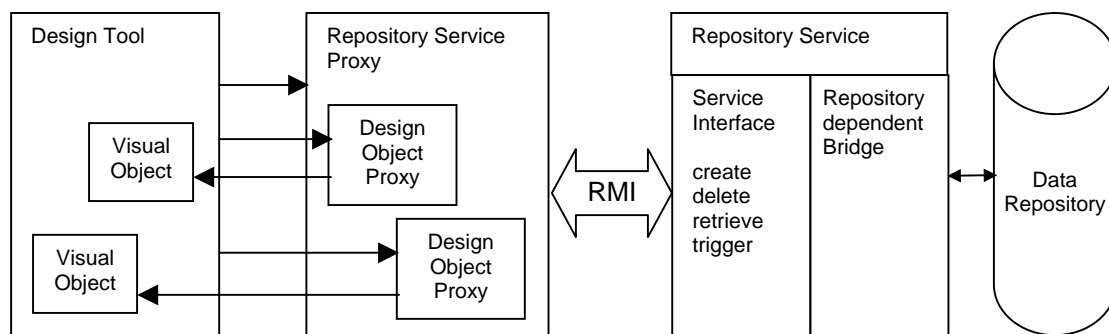 Design Tool
Repository Service
Proxy
Visual
Object
Design
Object
Proxy
Visual
Object
Design
Object
Proxy
RMI
Repository Service
Service
Interface
create
delete
retrieve
trigger
Repository
dependent
Bridge
Data
Repository